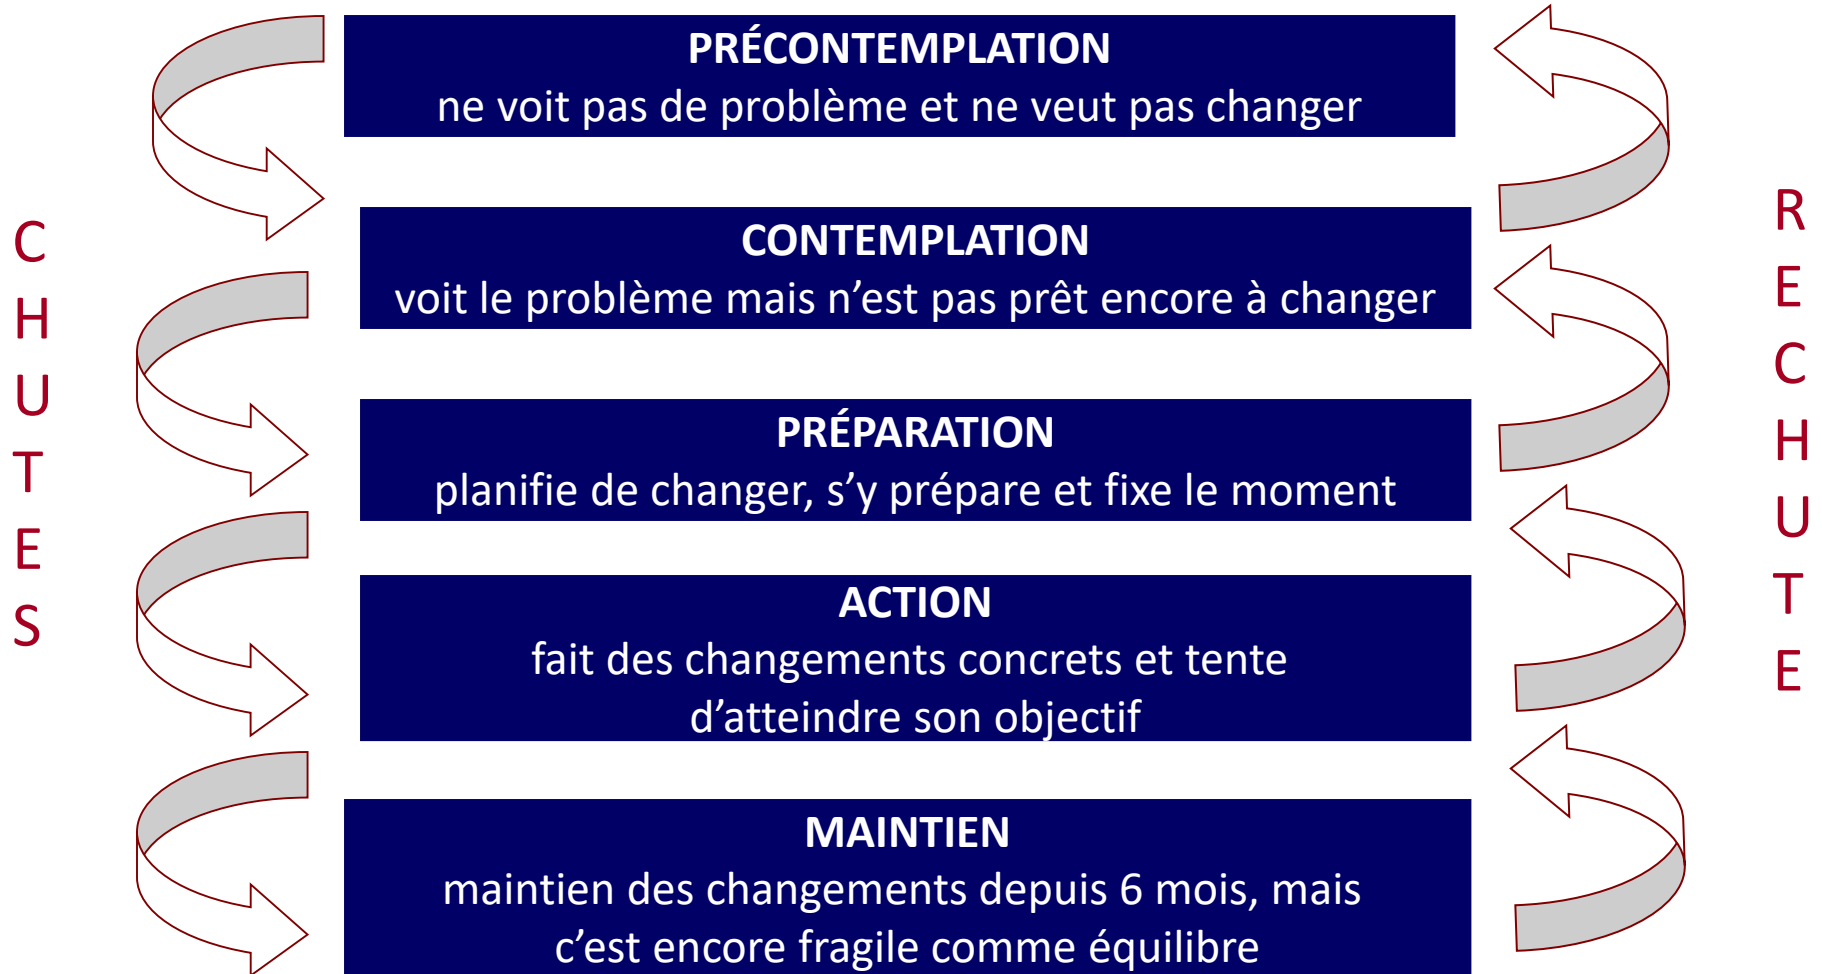 PRÉCONTEMPLATION
ne voit pas de problème et ne veut pas changer
CONTEMPLATION
voit le problème mais n’est pas prêt encore à changer
PRÉPARATION
planifie de changer, s’y prépare et fixe le moment
ACTION
fait des changements concrets et tente
d’atteindre son objectif
MAINTIEN
maintien des changements depuis 6 mois, mais
c’est encore fragile comme équilibre
CHUTES
RECHUTE